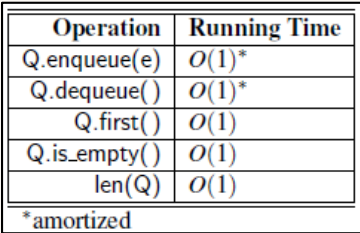 Operation Running Time
Q.enqueue(e) O(1)*
Q.dequeue( ) O(1)*
Q.first( ) O(1)
Q.is_empty( ) O(1)
len(Q) O(1)
*amortized